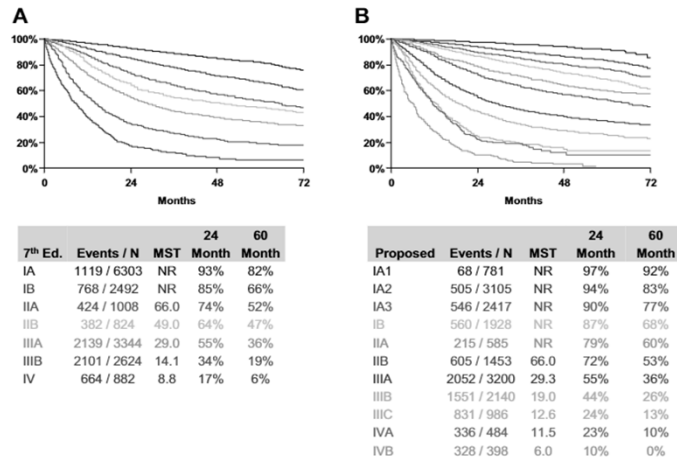 A
100%
80%
60%
40%
20%
0%
0 24 48 72
Months
24 60
7th Ed. Events / N MST Month Month
IA 1119 / 6303 NR 93% 82%
IB 768 / 2492 NR 85% 66%
IIA 424 / 1008 66.0 74% 52%
IIB 382 / 824 49.0 64% 47%
IIIA 2139 / 3344 29.0 55% 36%
IIIB 2101 / 2624 14.1 34% 19%
IV 664 / 882 8.8 17% 6%
B
100%
80%
60%
40%
20%
0%
0 24 48 72
Months
24 60
Proposed Events / N MST Month Month
IA1 68 / 781 NR 97% 92%
IA2 505 / 3105 NR 94% 83%
IA3 546 / 2417 NR 90% 77%
IB 560 / 1928 NR 87% 68%
IIA 215 / 585 NR 79% 60%
IIB 605 / 1453 66.0 72% 53%
IIIA 2052 / 3200 29.3 55% 36%
IIIB 1551 / 2140 19.0 44% 26%
IIIC 831 / 986 12.6 24% 13%
IVA 336 / 484 11.5 23% 10%
IVB 328 / 398 6.0 10% 0%